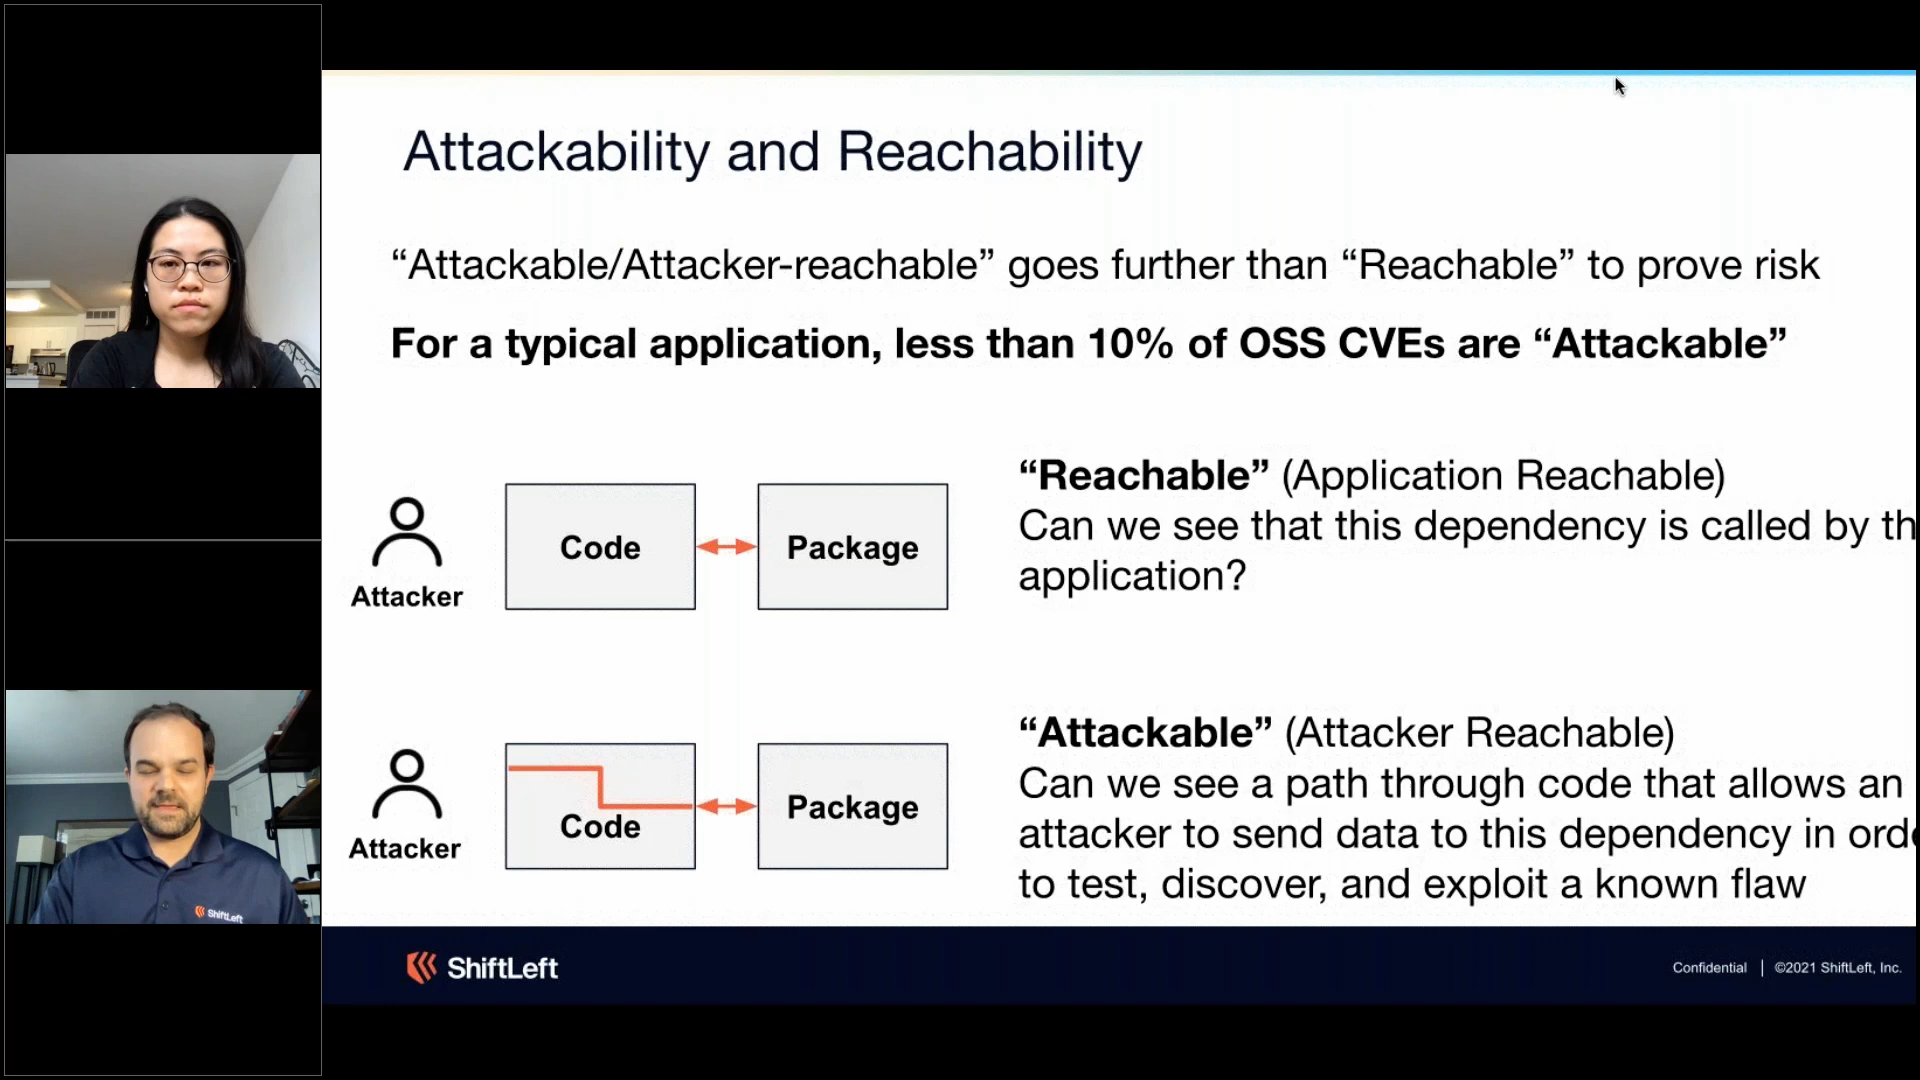 Attackability and Reachability
“Attackable/Attacker-reachable” goes further than “Reachable” to prove risk
For a typical application, less than 10% of OSS CVEs are “Attackable”
Attacker
Code
Package
“Reachable” (Application Reachable)
Can we see that this dependency is called by th
application?
Attacker
Code
Package
“Attackable” (Attacker Reachable)
Can we see a path through code that allows an
attacker to send data to this dependency in orde
to test, discover, and exploit a known flaw
ShiftLeft
ShiftLeft
Confidential | ©2021 ShiftLeft, Inc.